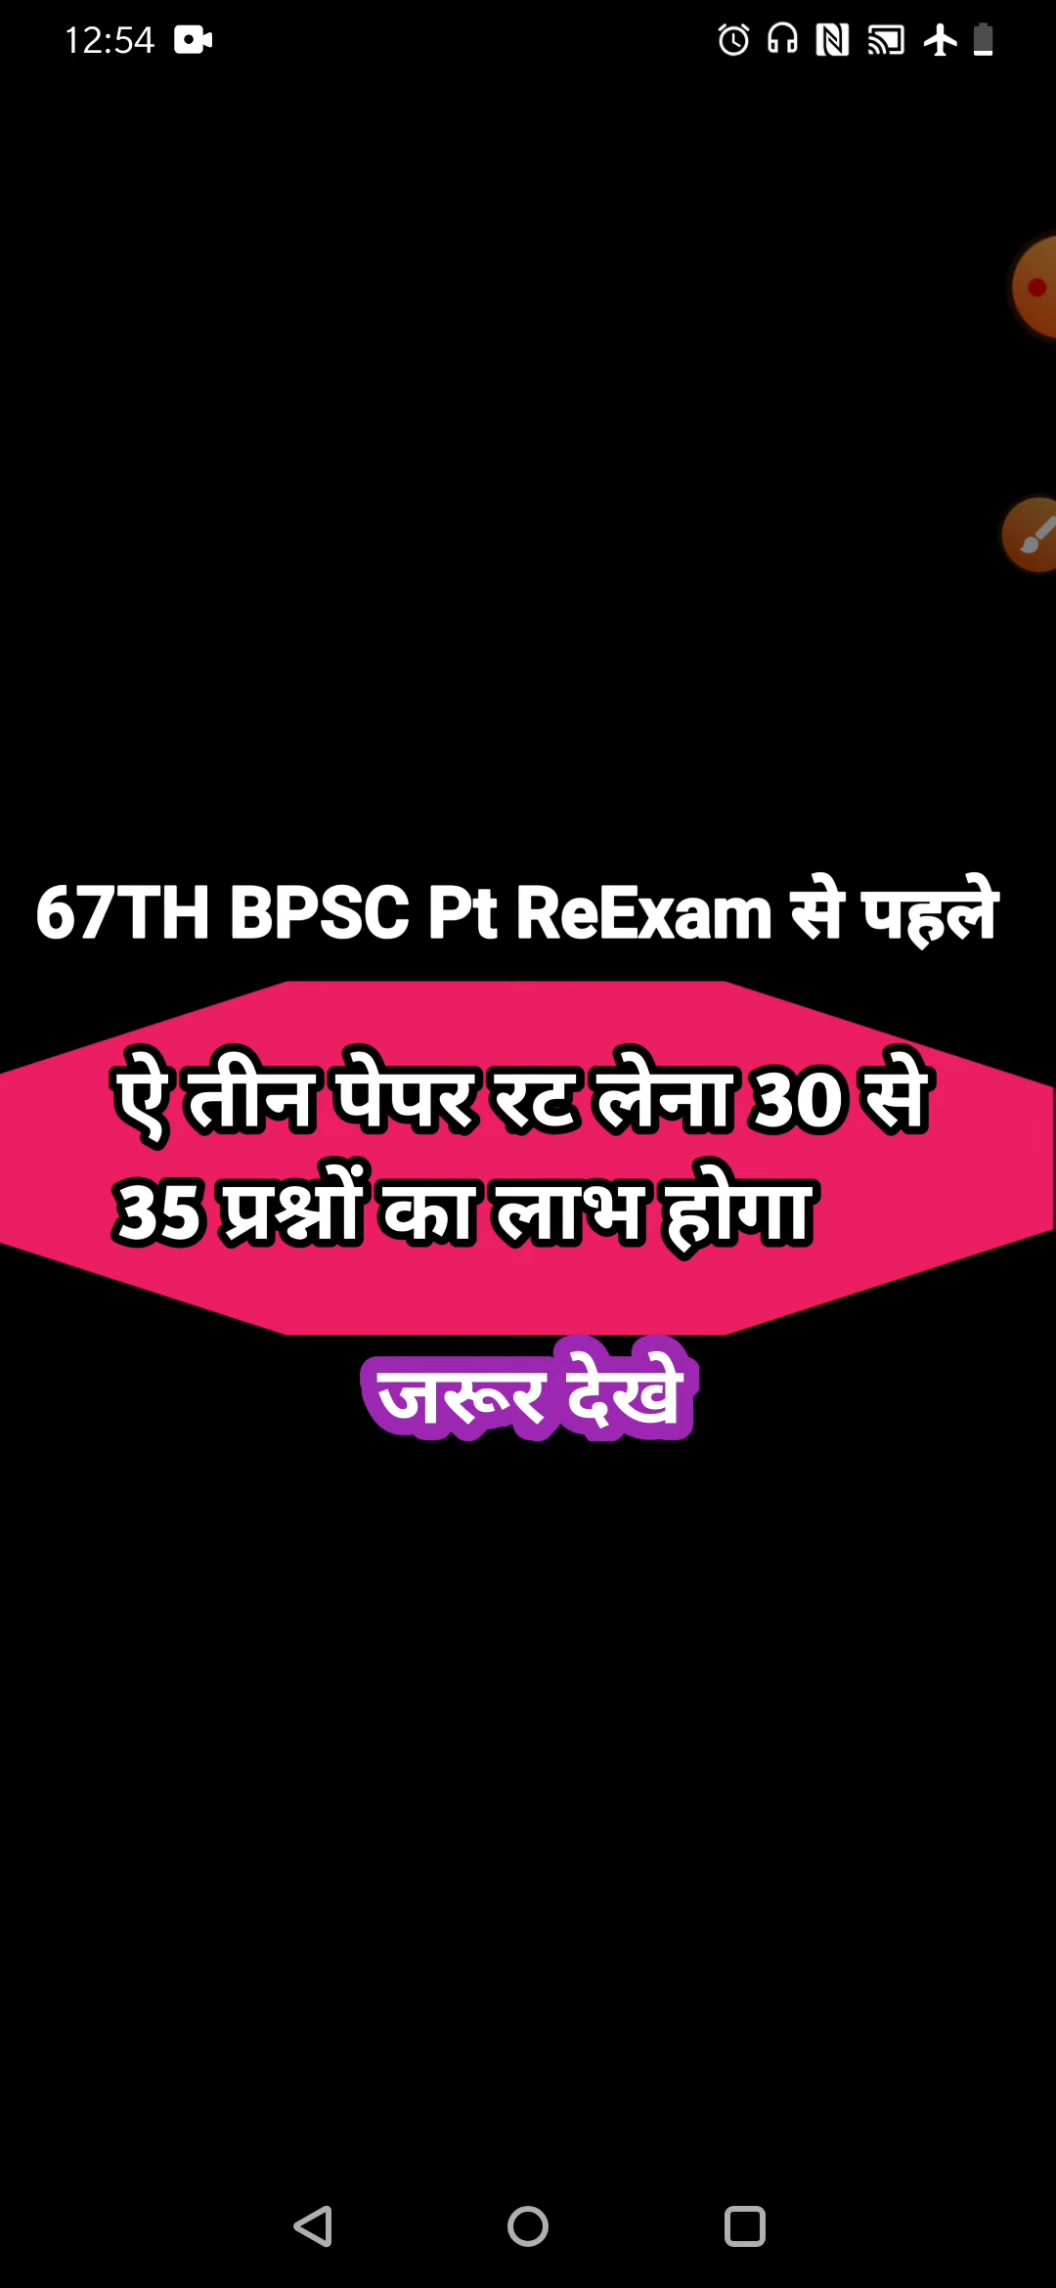 12:54
67TH BPSC Pt ReExam से पहले
ऐ तीन पेपर रट लेना 30 से
35 प्रश्नों का लाभ होगा
जरूर देखे